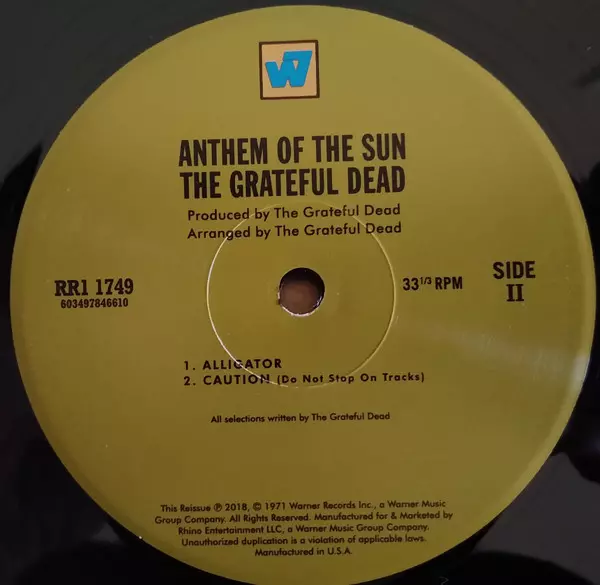 W7
ANTHEM OF THE SUN
THE GRATEFUL DEAD
Produced by The Grateful Dead
Arranged by The Grateful Dead
RR1 1749
603497846610
33 1/3 RPM
SIDE
II
1. ALLIGATOR
2. CAUTION (Do Not Stop On Tracks)
All selections written by The Grateful Dead
This Reissue ℗ 2018, © 1971 Warner Records Inc., a Warner Music
Group Company. All Rights Reserved. Manufactured for & Marketed by
Rhino Entertainment LLC, a Warner Music Group Company.
Unauthorized duplication is a violation of applicable laws.
Manufactured in U.S.A.